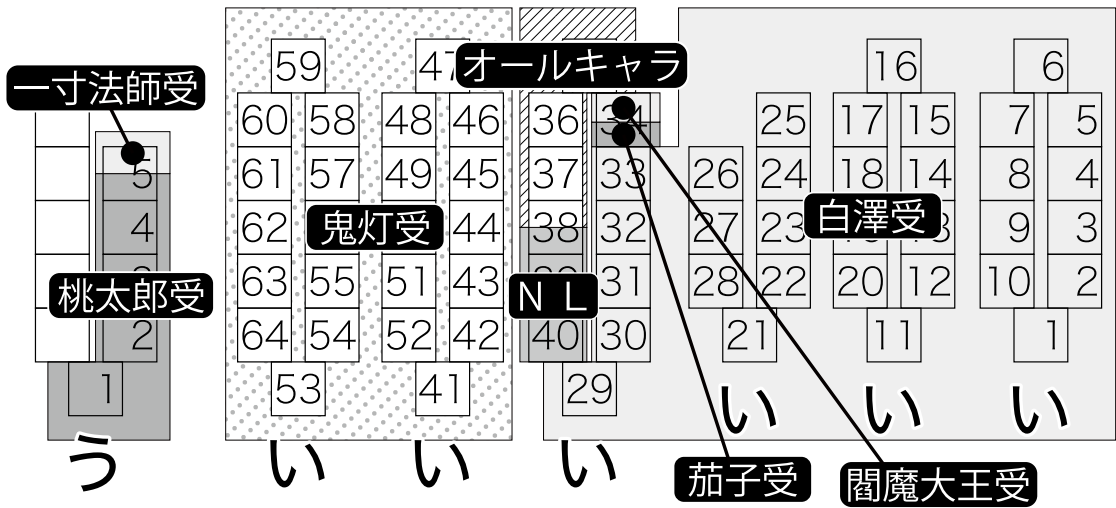 59 47 オールキャラ 16 6
一寸法師受
60 58 48 46 36 34 25 17 15 7 5
5 61 57 49 45 37 33 26 24 18 14 8 4
4 62 鬼灯受 44 38 32 27 23 白澤受 9 3
桃太郎受 63 55 51 43 NL 31 28 22 20 12 10 2
2 64 54 52 42 40 30 21 11 1
1 53 41 29
う い い い い い い
茄子受 閻魔大王受